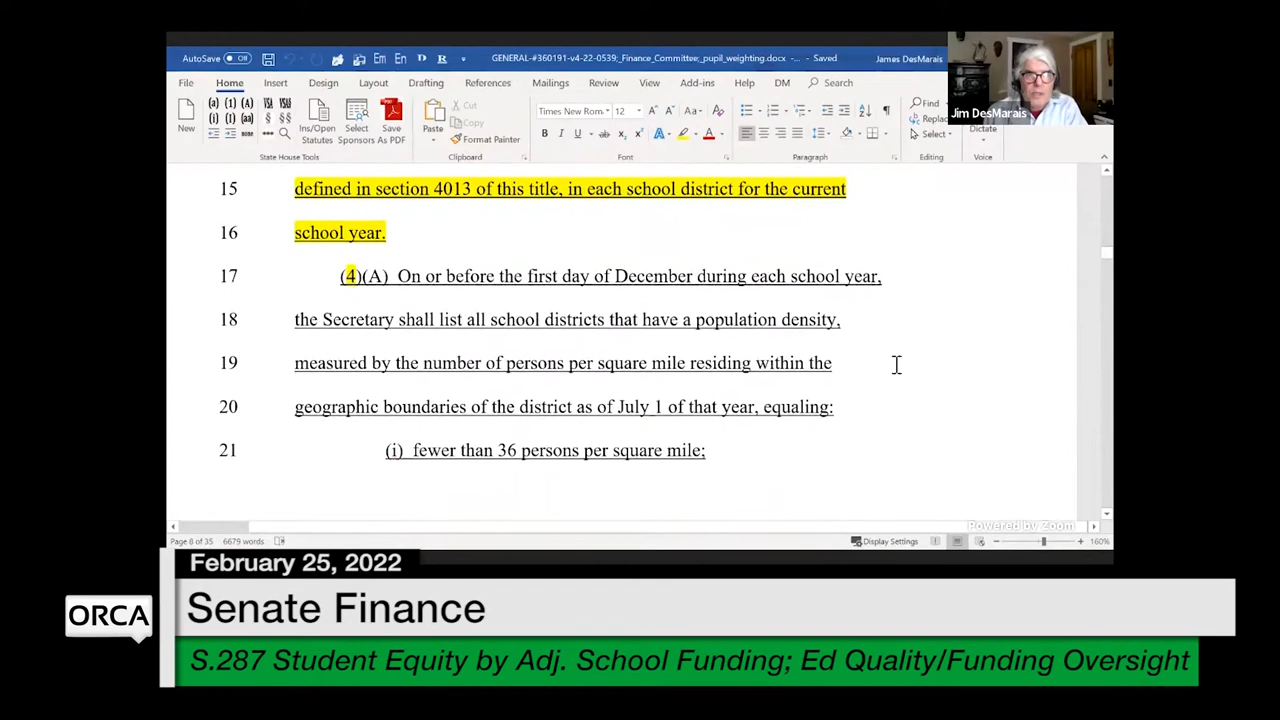 AutoSave Off GENERAL-#360191-v4-22-0539;_Finance_Committee;_pupil_weighting.docx - Saved James DesMarais
File Home Insert Design Layout Drafting References Mailings Review View Help DM Search
New Ins/Open Counsel Select Sponsors Save As PDF Paste Cut Copy Format Painter Times New Rom 12 Find Replac Select Dictate
State House Tools Clipboard Font Paragraph Editing Voice
Jim DesMarais
15 defined in section 4013 of this title, in each school district for the current
16 school year.
17 (4)(A) On or before the first day of December during each school year,
18 the Secretary shall list all school districts that have a population density,
19 measured by the number of persons per square mile residing within the
20 geographic boundaries of the district as of July 1 of that year, equaling:
21 (i) fewer than 36 persons per square mile;
Powered by Zoom
Page 8 of 35 6679 words Display Settings 160%
February 25, 2022
ORCA Senate Finance
S.287 Student Equity by Adj. School Funding; Ed Quality/Funding Oversight